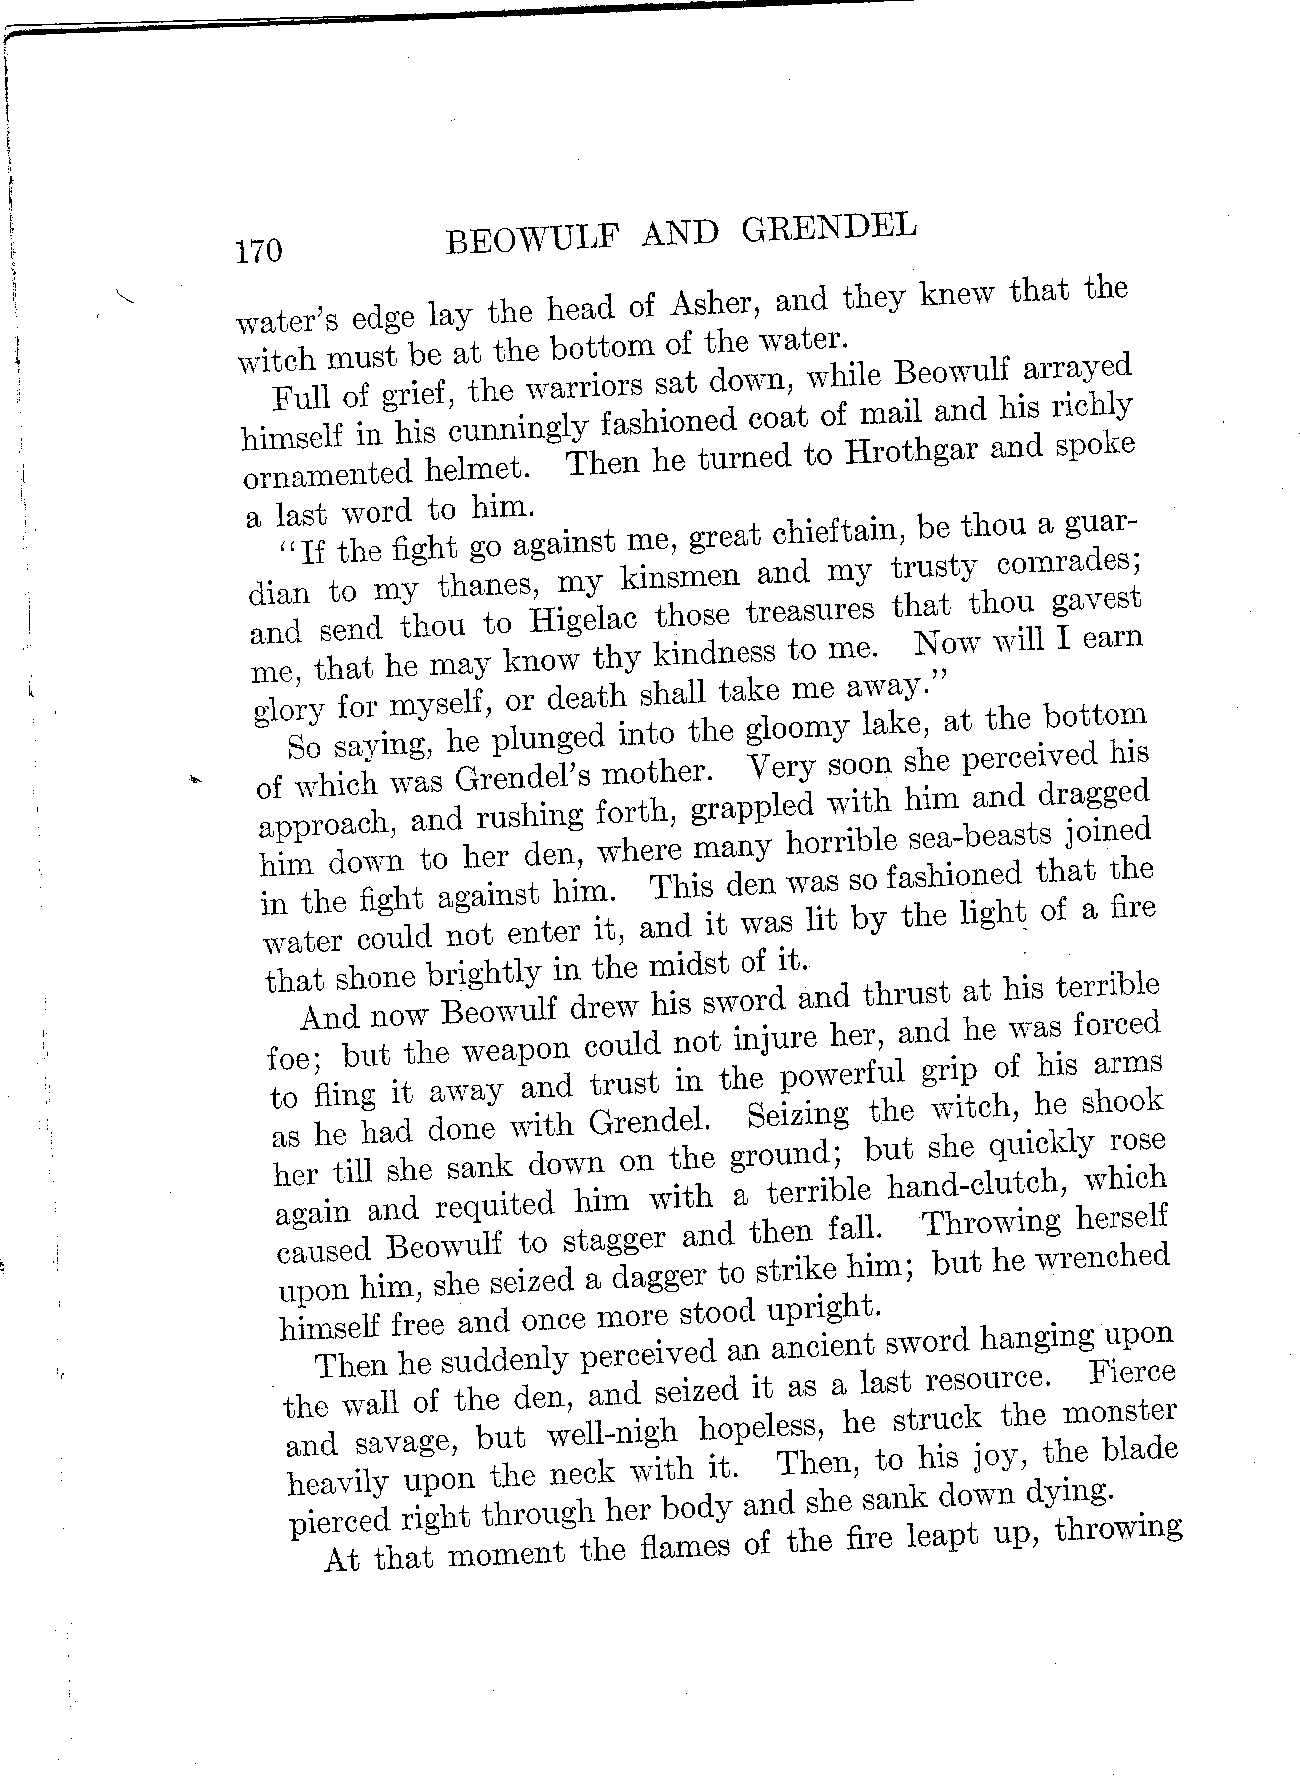 170 BEOWULF AND GRENDEL
water's edge lay the head of Asher, and they knew that the
witch must be at the bottom of the water.
Full of grief, the warriors sat down, while Beowulf arrayed
himself in his cunningly fashioned coat of mail and his richly
ornamented helmet. Then he turned to Hrothgar and spoke
a last word to him.
"If the fight go against me, great chieftain, be thou a guar-
dian to my thanes, my kinsmen and my trusty comrades;
and send thou to Higelac those treasures that thou gavest
me, that he may know thy kindness to me. Now will I earn
glory for myself, or death shall take me away."
So saying, he plunged into the gloomy lake, at the bottom
of which was Grendel's mother. Very soon she perceived his
approach, and rushing forth, grappled with him and dragged
him down to her den, where many horrible sea-beasts joined
in the fight against him. This den was so fashioned that the
water could not enter it, and it was lit by the light of a fire
that shone brightly in the midst of it.
And now Beowulf drew his sword and thrust at his terrible
foe; but the weapon could not injure her, and he was forced
to fling it away and trust in the powerful grip of his arms
as he had done with Grendel. Seizing the witch, he shook
her till she sank down on the ground; but she quickly rose
again and requited him with a terrible hand-clutch, which
caused Beowulf to stagger and then fall. Throwing herself
upon him, she seized a dagger to strike him; but he wrenched
himself free and once more stood upright.
Then he suddenly perceived an ancient sword hanging upon
the wall of the den, and seized it as a last resource. Fierce
and savage, but well-nigh hopeless, he struck the monster
heavily upon the neck with it. Then, to his joy, the blade
pierced right through her body and she sank down dying.
At that moment the flames of the fire leapt up, throwing